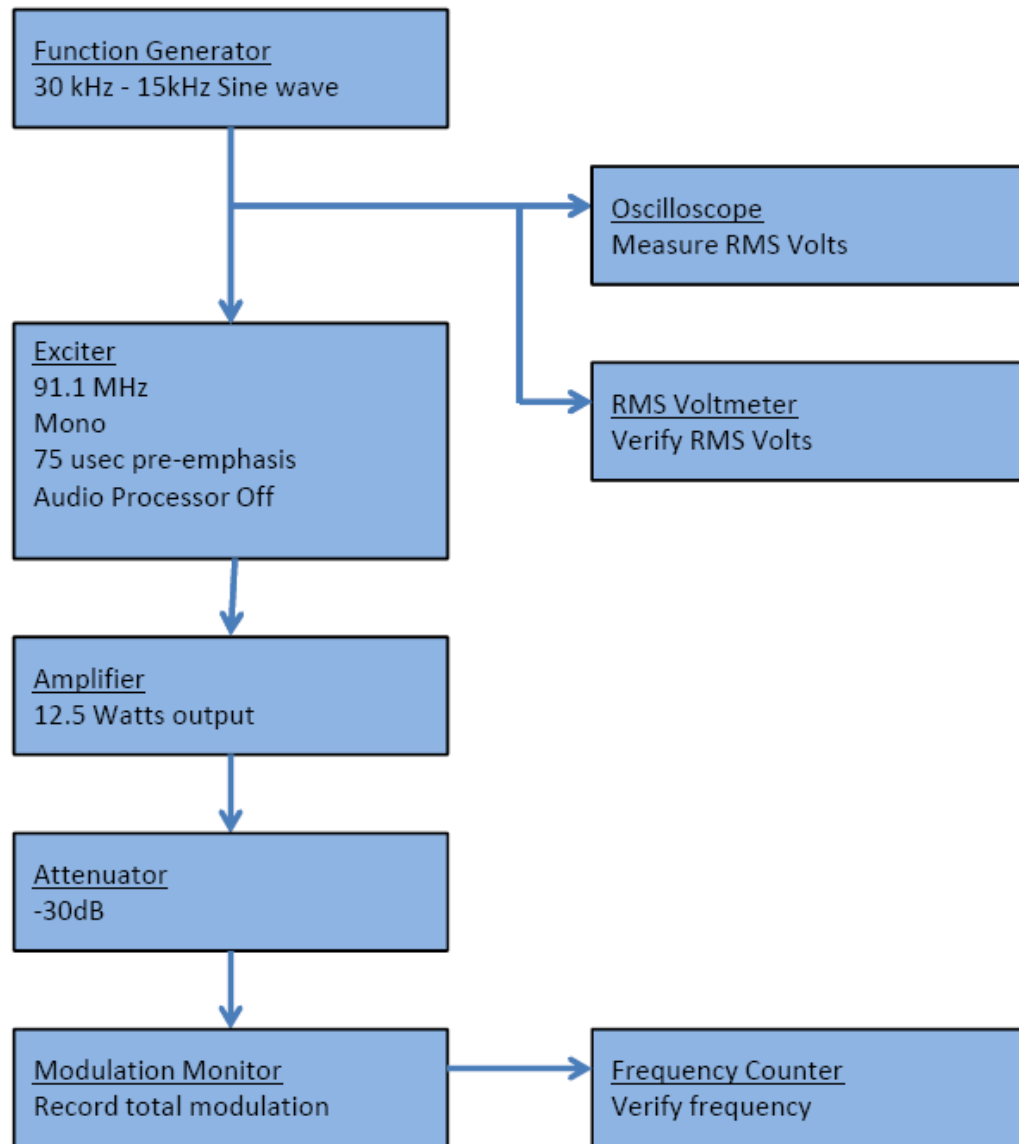 Function Generator
30 kHz - 15kHz Sine wave
Oscilloscope
Measure RMS Volts
Exciter
91.1 MHz
Mono
75 usec pre-emphasis
Audio Processor Off
RMS Voltmeter
Verify RMS Volts
Amplifier
12.5 Watts output
Attenuator
-30dB
Modulation Monitor
Record total modulation
Frequency Counter
Verify frequency